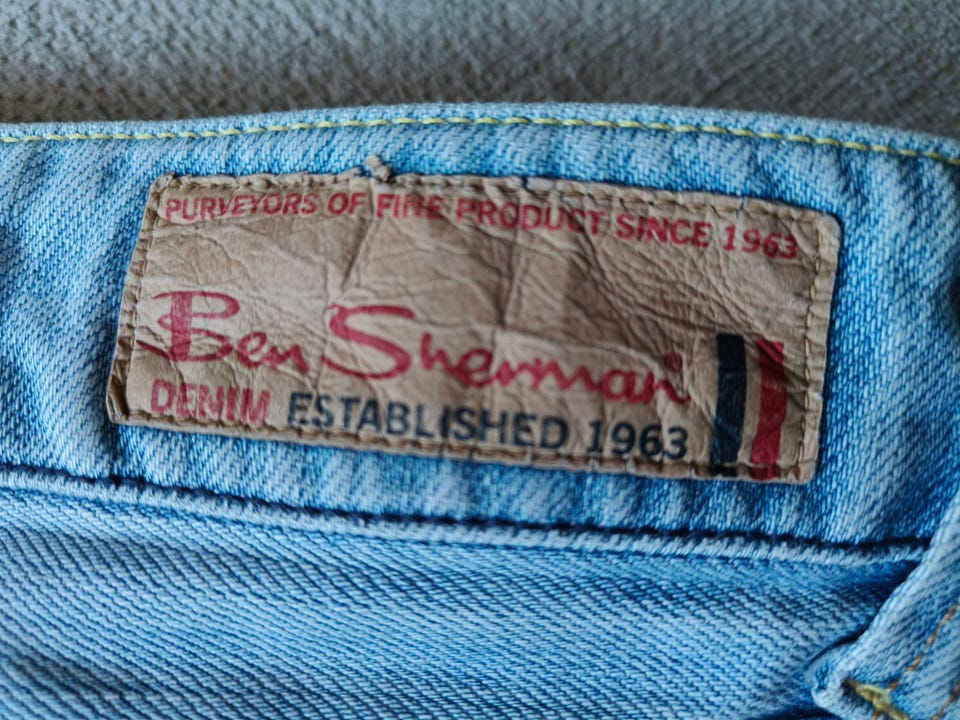 PURVEYORS OF FINE PRODUCT SINCE 1963
Ben Sherman
DENIM ESTABLISHED 1963